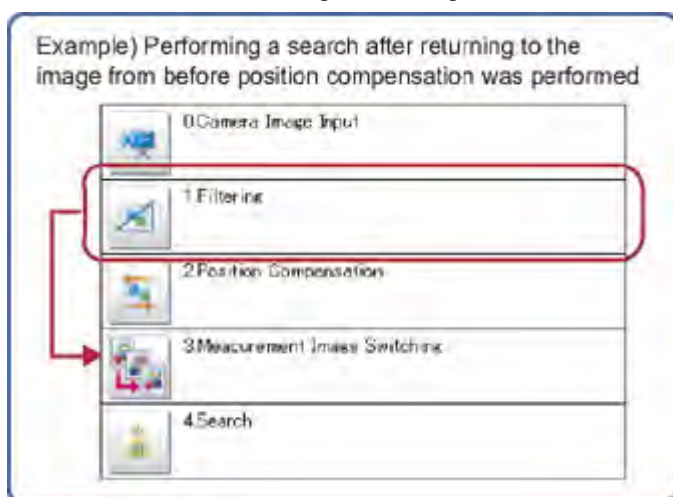 Example) Performing a search after returning to the
image from before position compensation was performed
0.Camera Image Input
1.Filtering
2.Position Compensation
3.Measurement Image Switching
4.Search